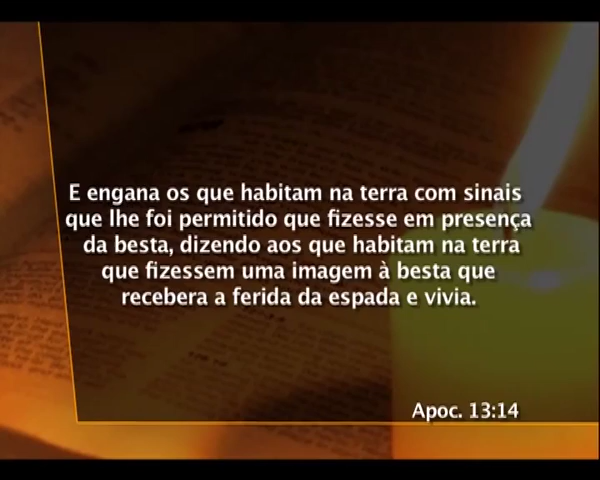 E engana os que habitam na terra com sinais
que lhe foi permitido que fizesse em presença
da besta, dizendo aos que habitam na terra
que fizessem uma imagem à besta que
recebera a ferida da espada e vivia.
Apoc. 13:14